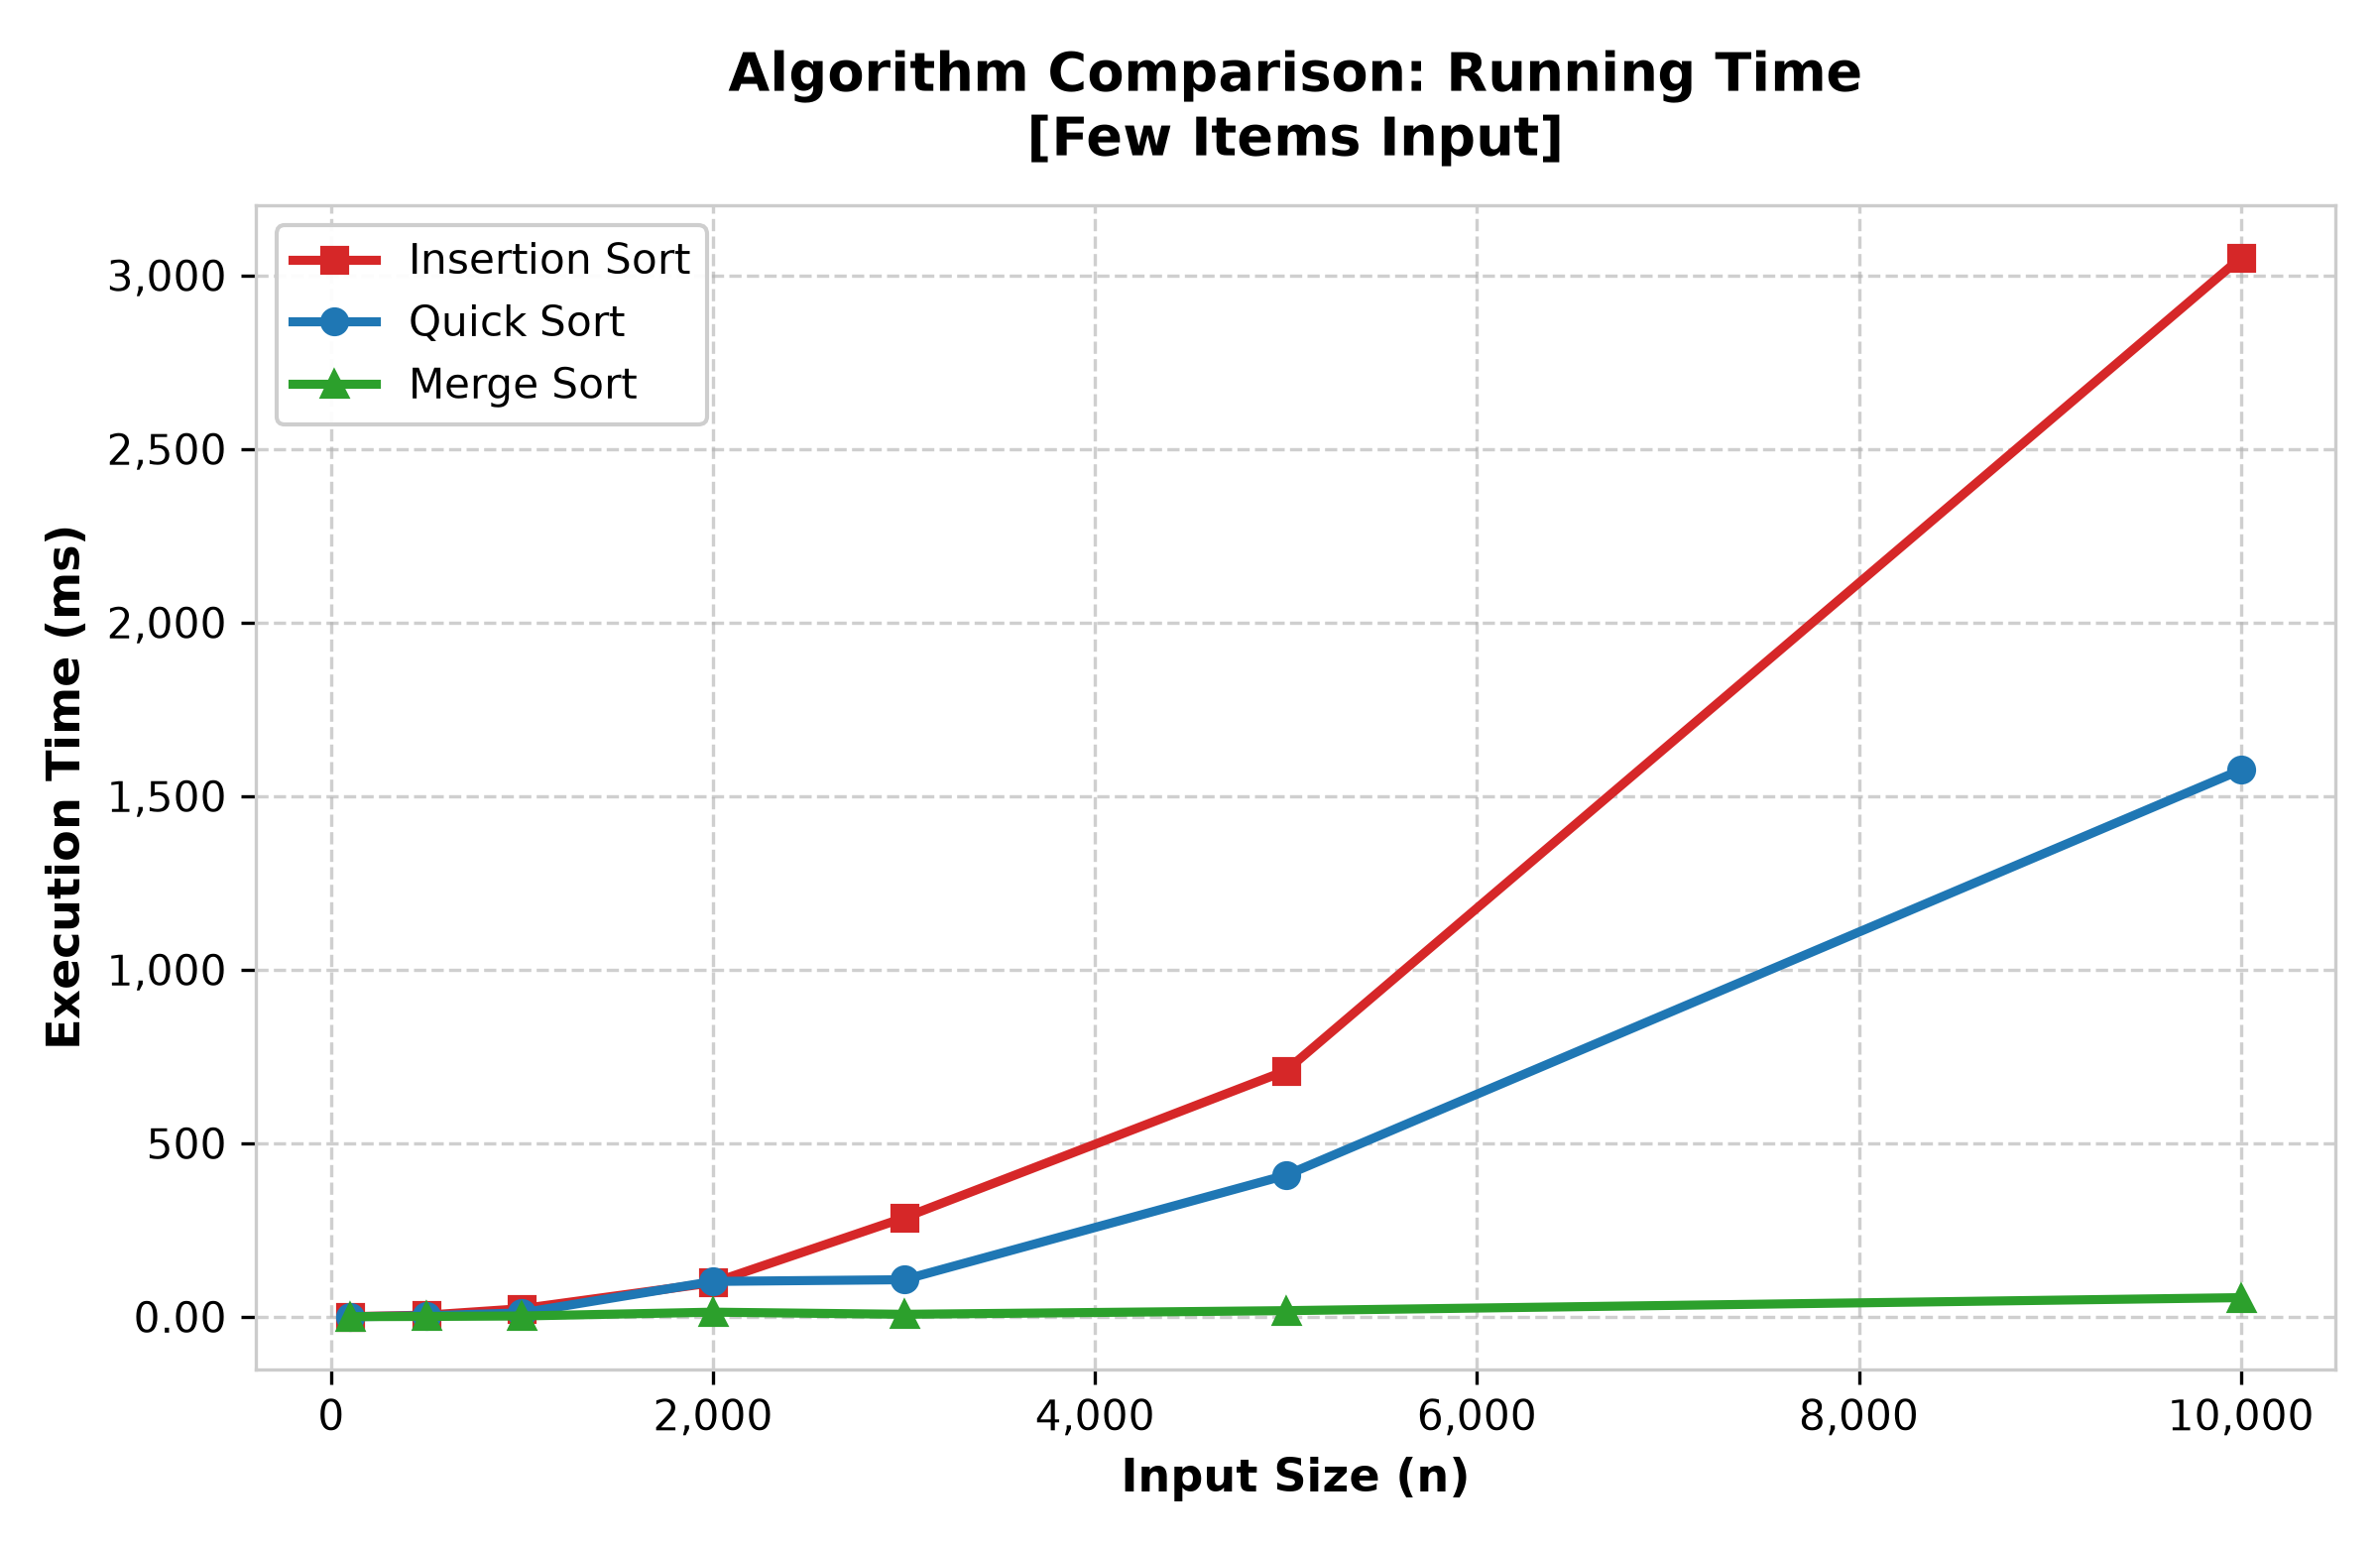 Algorithm Comparison: Running Time
[Few Items Input]
Insertion Sort
Quick Sort
Merge Sort
Execution Time (ms)
3,000
2,500
2,000
1,500
1,000
500
0.00
0
2,000
4,000
6,000
8,000
10,000
Input Size (n)